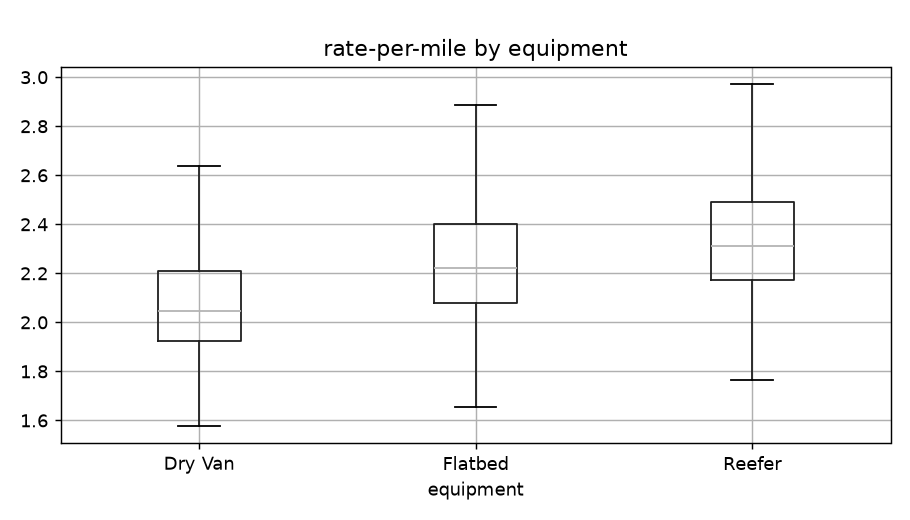 rate-per-mile by equipment
3.0
2.8
2.6
2.4
2.2
2.0
1.8
1.6
Dry Van Flatbed Reefer
equipment